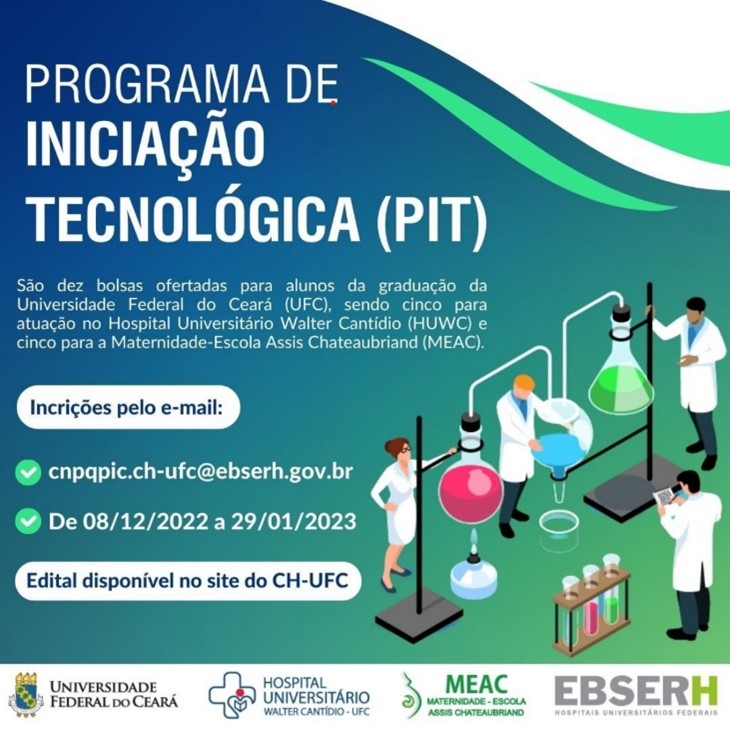 PROGRAMA DE
INICIAÇÃO
TECNOLÓGICA (PIT)
São dez bolsas ofertadas para alunos da graduação da
Universidade Federal do Ceará (UFC), sendo cinco para
atuação no Hospital Universitário Walter Cantídio (HUWC) e
cinco para a Maternidade-Escola Assis Chateaubriand (MEAC).
Incrições pelo e-mail:
cnpqpic.ch-ufc@ebserh.gov.br
De 08/12/2022 a 29/01/2023
Edital disponível no site do CH-UFC
UNIVERSIDADE
FEDERAL DO CEARÁ
HOSPITAL
UNIVERSITÁRIO
WALTER CANTÍDIO - UFC
MEAC
MATERNIDADE - ESCOLA
ASSIS CHATEAUBRIAND
EBSERH
HOSPITAIS UNIVERSITÁRIOS FEDERAIS